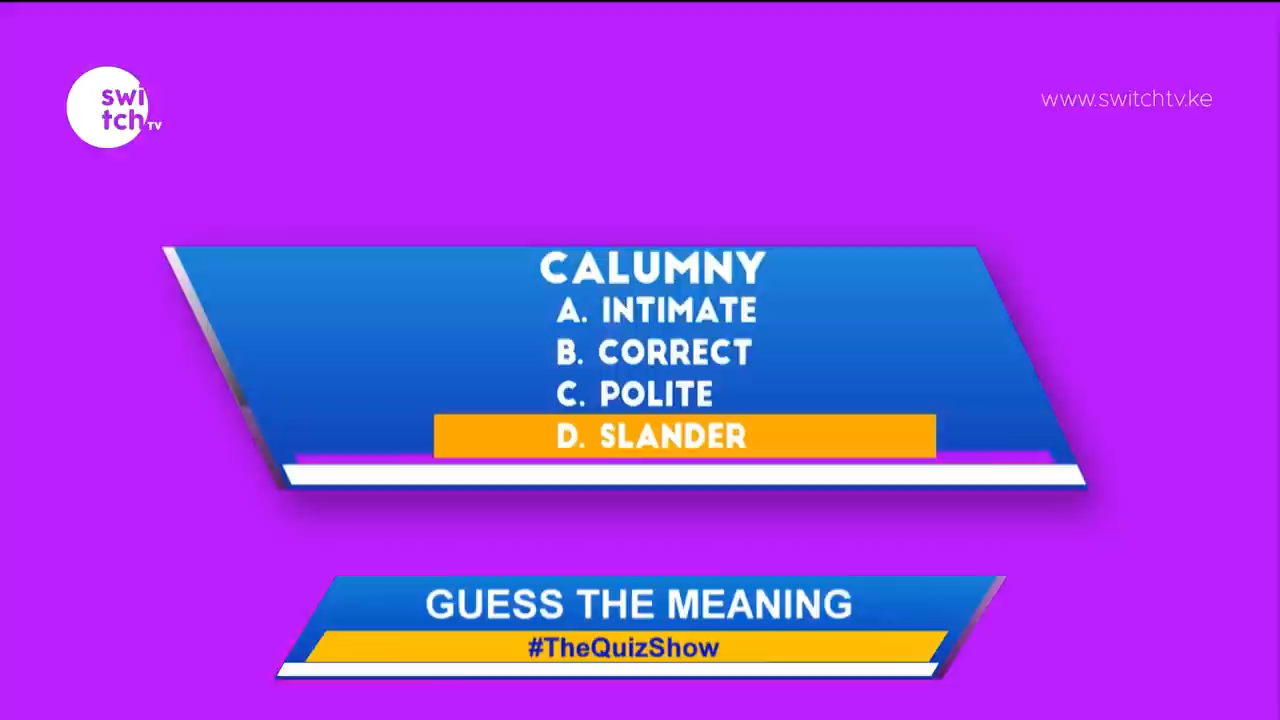 swi
tch TV
www.switchtv.ke
CALUMNY
A. INTIMATE
B. CORRECT
C. POLITE
D. SLANDER
GUESS THE MEANING
#TheQuizShow